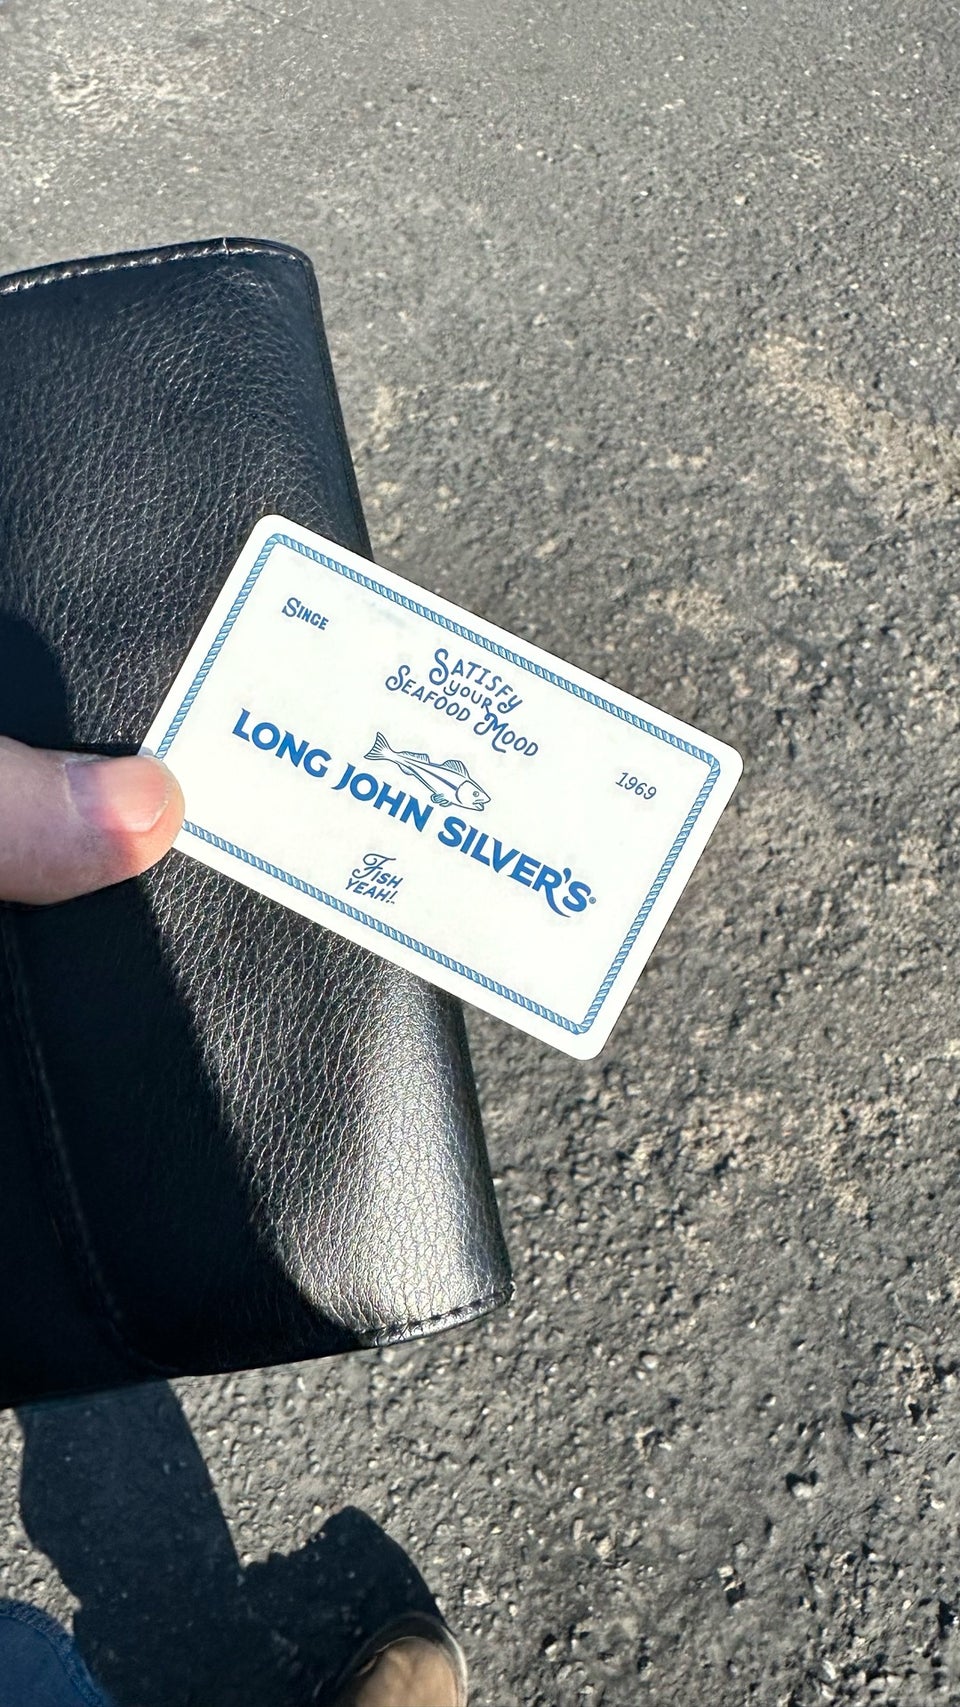 Since
Satisfy
your
Seafood Mood
1969
LONG JOHN SILVER'S®
Fish
YEAH!